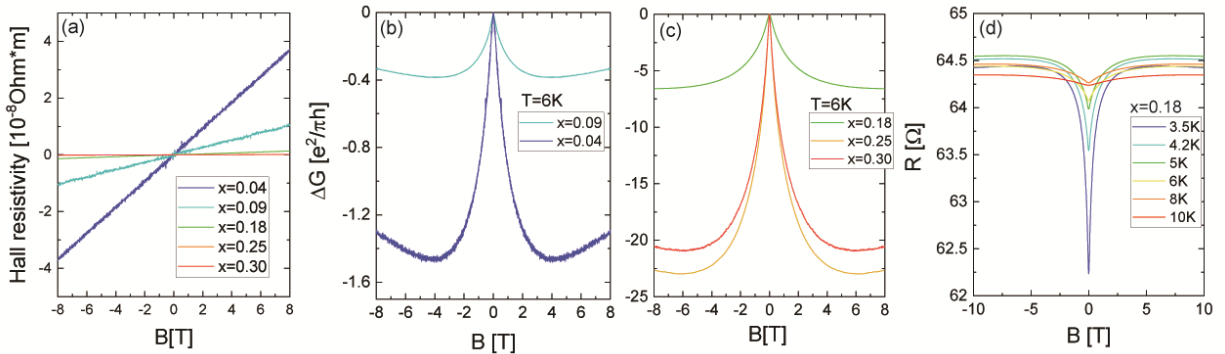 (a)
Hall resistivity [10⁻⁸Ohm*m]
4
2
0
-2
-4
x=0.04
x=0.09
x=0.18
x=0.25
x=0.30
-8 -6 -4 -2 0 2 4 6 8
B[T]
(b)
ΔG [e²/πh]
0.0
-0.4
-0.8
-1.2
-1.6
T=6K
x=0.09
x=0.04
-8 -6 -4 -2 0 2 4 6 8
B [T]
(c)
0
-5
-10
-15
-20
-25
T=6K
x=0.18
x=0.25
x=0.30
-8 -6 -4 -2 0 2 4 6 8
B[T]
(d)
R [Ω]
65
64.5
64
63.5
63
62.5
62
x=0.18
3.5K
4.2K
5K
6K
8K
10K
-10 -5 0 5 10
B [T]